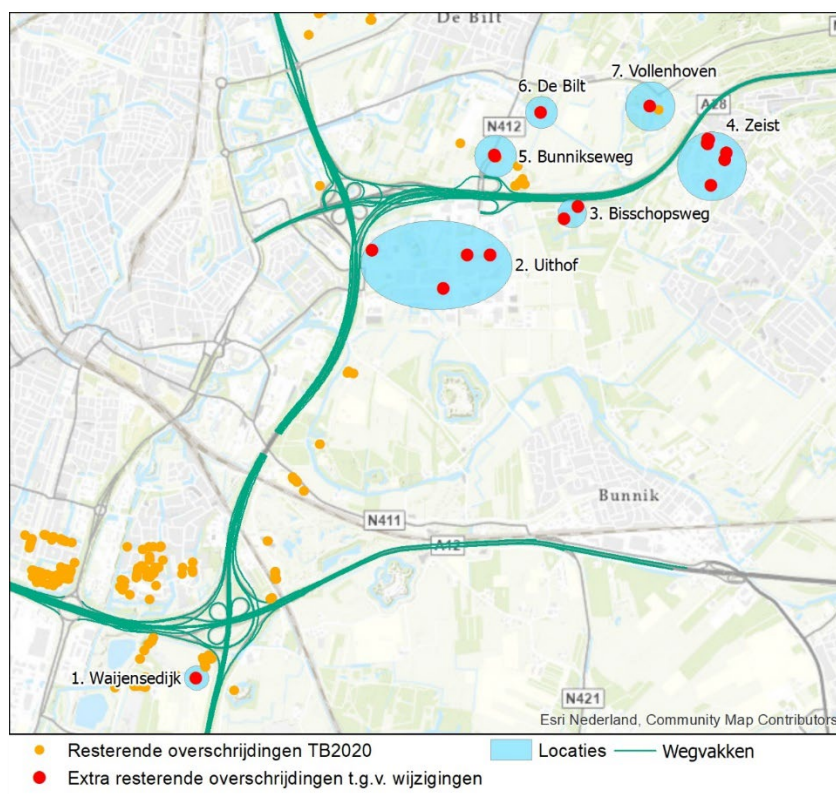 De Bilt
6. De Bilt
7. Vollenhoven
A28
N412
4. Zeist
5. Bunnikseweg
3. Bisschopsweg
2. Uithof
Bunnik
N411
A12
1. Waijensedijk
N421
Esri Nederland, Community Map Contributors
Resterende overschrijdingen TB2020
Locaties
Wegvakken
Extra resterende overschrijdingen t.g.v. wijzigingen